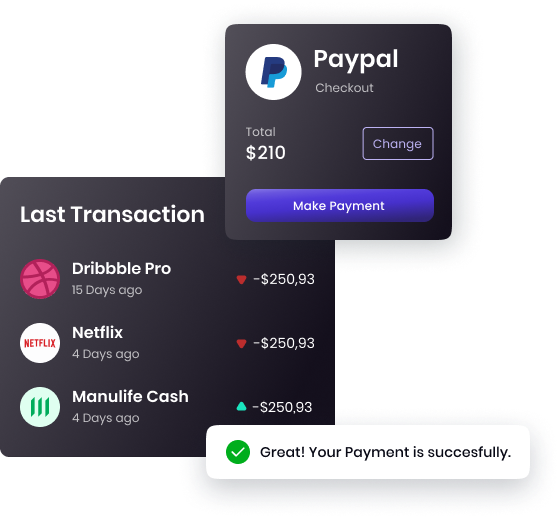 Paypal
Checkout
Total
$210
Change
Make Payment
Last Transaction
Dribbble Pro
15 Days ago
-$250,93
NETFLIX
Netflix
4 Days ago
-$250,93
Manulife Cash
4 Days ago
-$250,93
Great! Your Payment is succesfully.